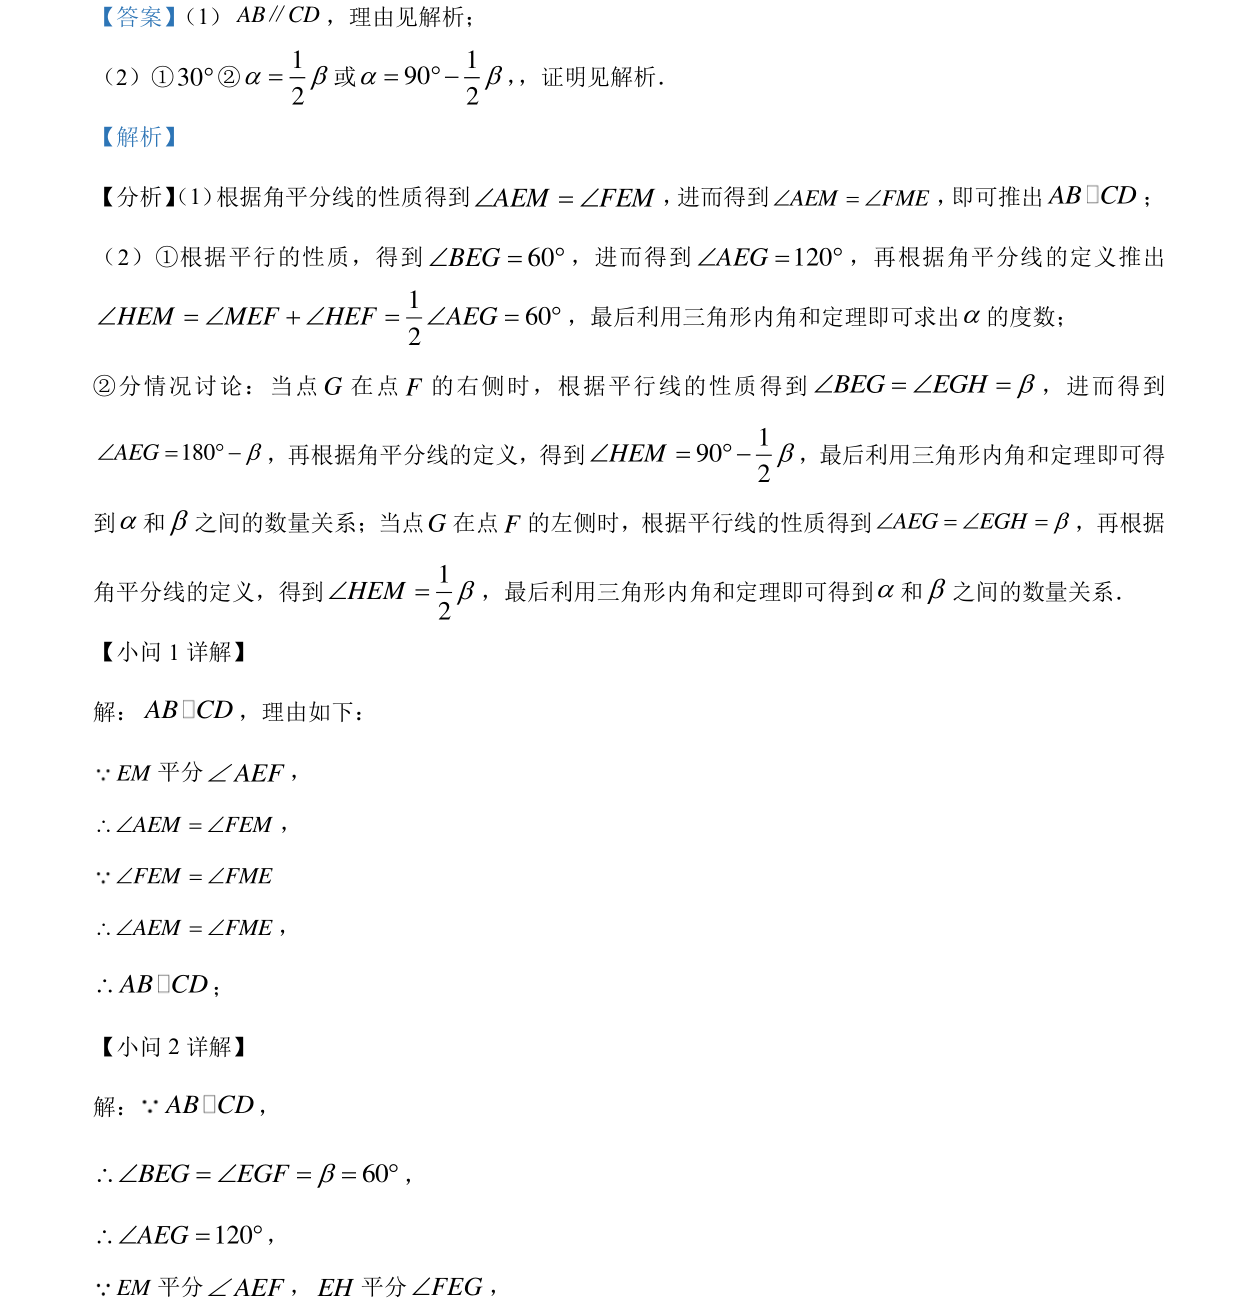 【答案】（1）AB∥CD，理由见解析；
（2）①30°②α=1/2β或α=90°−1/2β，，证明见解析．
【解析】
【分析】（1）根据角平分线的性质得到∠AEM=∠FEM，进而得到∠AEM=∠FME，即可推出AB□CD；
（2）①根据平行的性质，得到∠BEG=60°，进而得到∠AEG=120°，再根据角平分线的定义推出
∠HEM=∠MEF+∠HEF=1/2∠AEG=60°，最后利用三角形内角和定理即可求出α的度数；
②分情况讨论：当点G在点F的右侧时，根据平行线的性质得到∠BEG=∠EGH=β，进而得到
∠AEG=180°−β，再根据角平分线的定义，得到∠HEM=90°−1/2β，最后利用三角形内角和定理即可得
到α和β之间的数量关系；当点G在点F的左侧时，根据平行线的性质得到∠AEG=∠EGH=β，再根据
角平分线的定义，得到∠HEM=1/2β，最后利用三角形内角和定理即可得到α和β之间的数量关系．
【小问1详解】
解：AB□CD，理由如下：
∵EM平分∠AEF，
∴∠AEM=∠FEM，
∵∠FEM=∠FME
∴∠AEM=∠FME，
∴AB□CD；
【小问2详解】
解：∵AB□CD，
∴∠BEG=∠EGF=β=60°，
∴∠AEG=120°，
∵EM平分∠AEF，EH平分∠FEG，